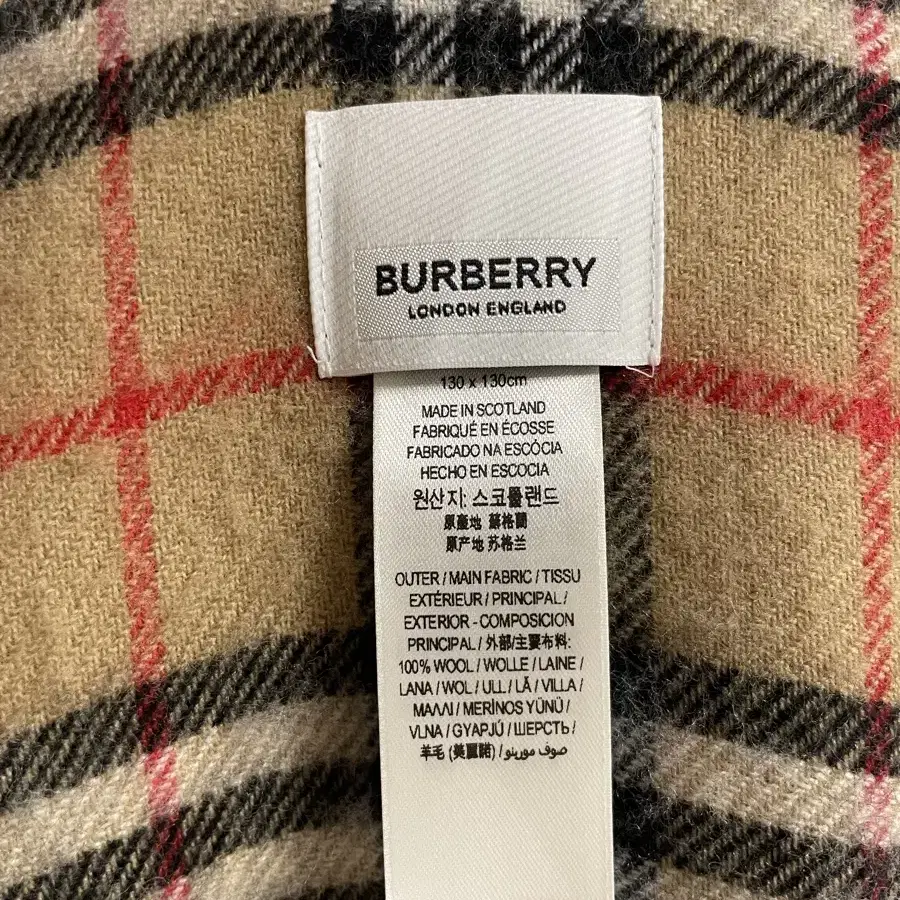 BURBERRY
LONDON ENGLAND
130 x 130cm
MADE IN SCOTLAND
FABRIQUÉ EN ÉCOSSE
FABRICADO NA ESCÓCIA
HECHO EN ESCOCIA
원산지: 스코틀랜드
原產地 蘇格蘭
原产地 苏格兰
OUTER / MAIN FABRIC / TISSU
EXTÉRIEUR / PRINCIPAL /
EXTERIOR - COMPOSICION
PRINCIPAL / 外部/主要布料:
100% WOOL / WOLLE / LAINE /
LANA / WOL / ULL / LÃ / VILLA /
ΜΑΛΛΙ / MERİNOS YÜNÜ /
VLNA / GYAPJÚ / ШЕРСТЬ /
羊毛 (美麗諾) / صوف مورينو